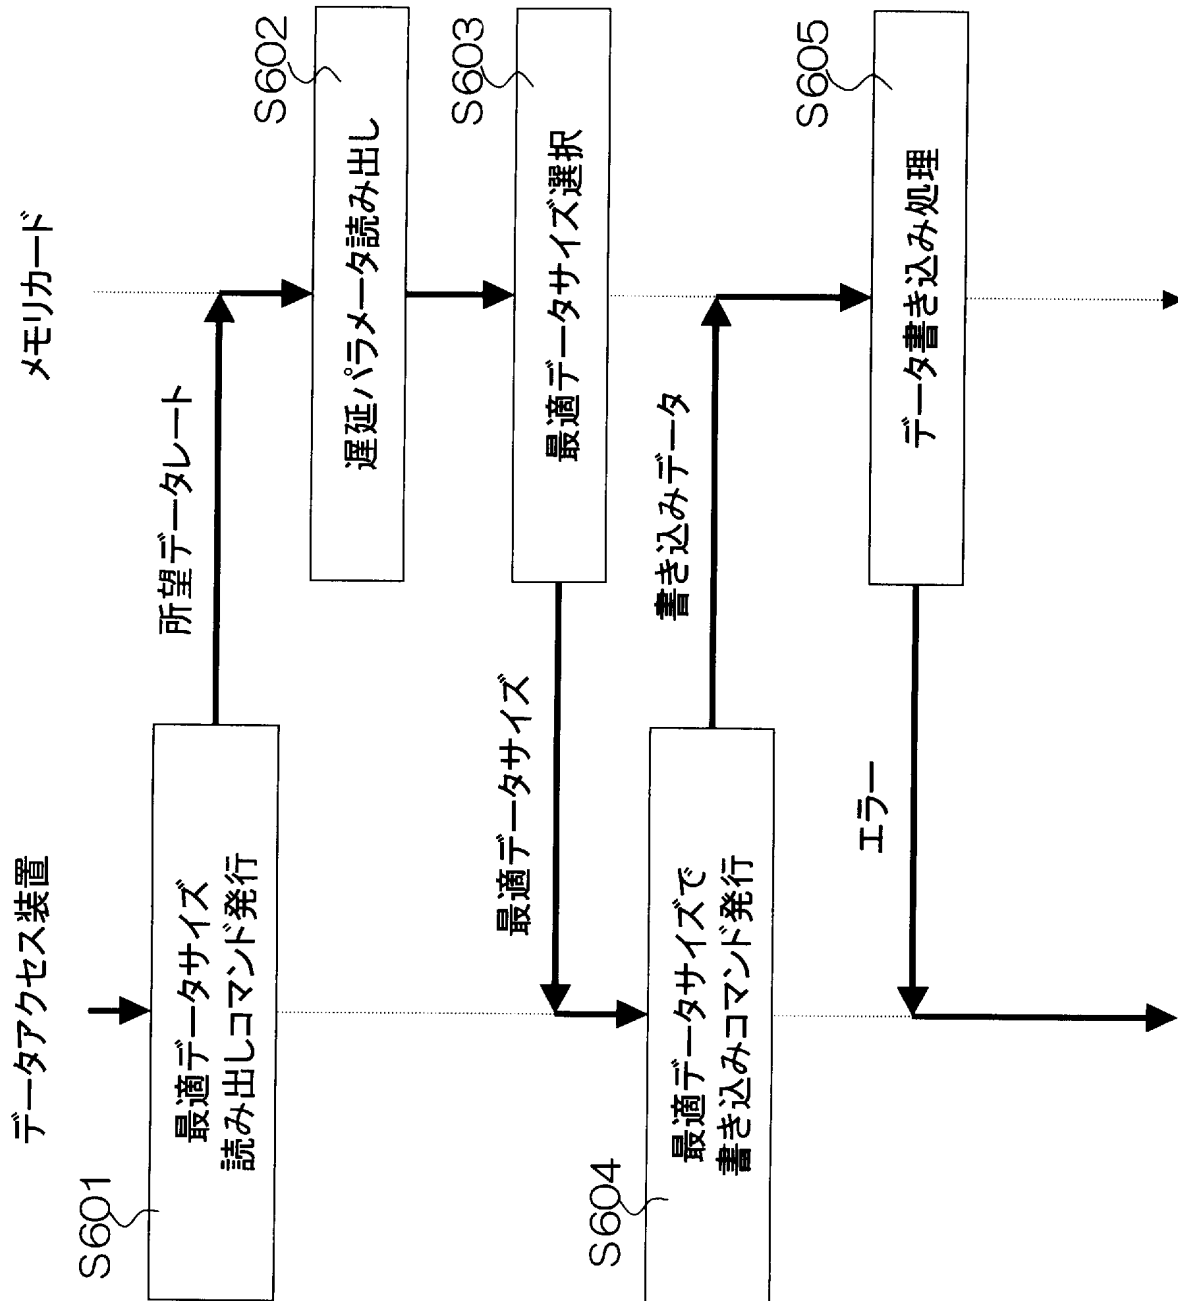 データアクセス装置
メモリカード
S601
最適データサイズ
読み出しコマンド発行
所望データレート
S602
遅延パラメータ読み出し
S603
最適データサイズ選択
最適データサイズ
S604
最適データサイズで
書き込みコマンド発行
書き込みデータ
S605
データ書き込み処理
エラー